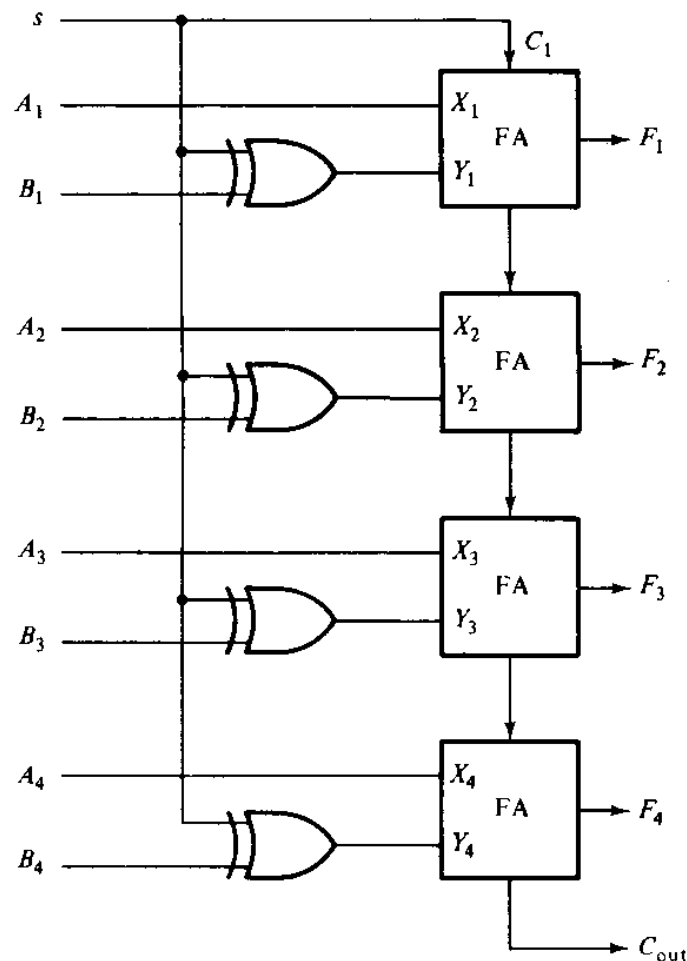 s
C₁
A₁
X₁
FA
F₁
B₁
Y₁
A₂
X₂
FA
F₂
B₂
Y₂
A₃
X₃
FA
F₃
B₃
Y₃
A₄
X₄
FA
F₄
B₄
Y₄
C_out